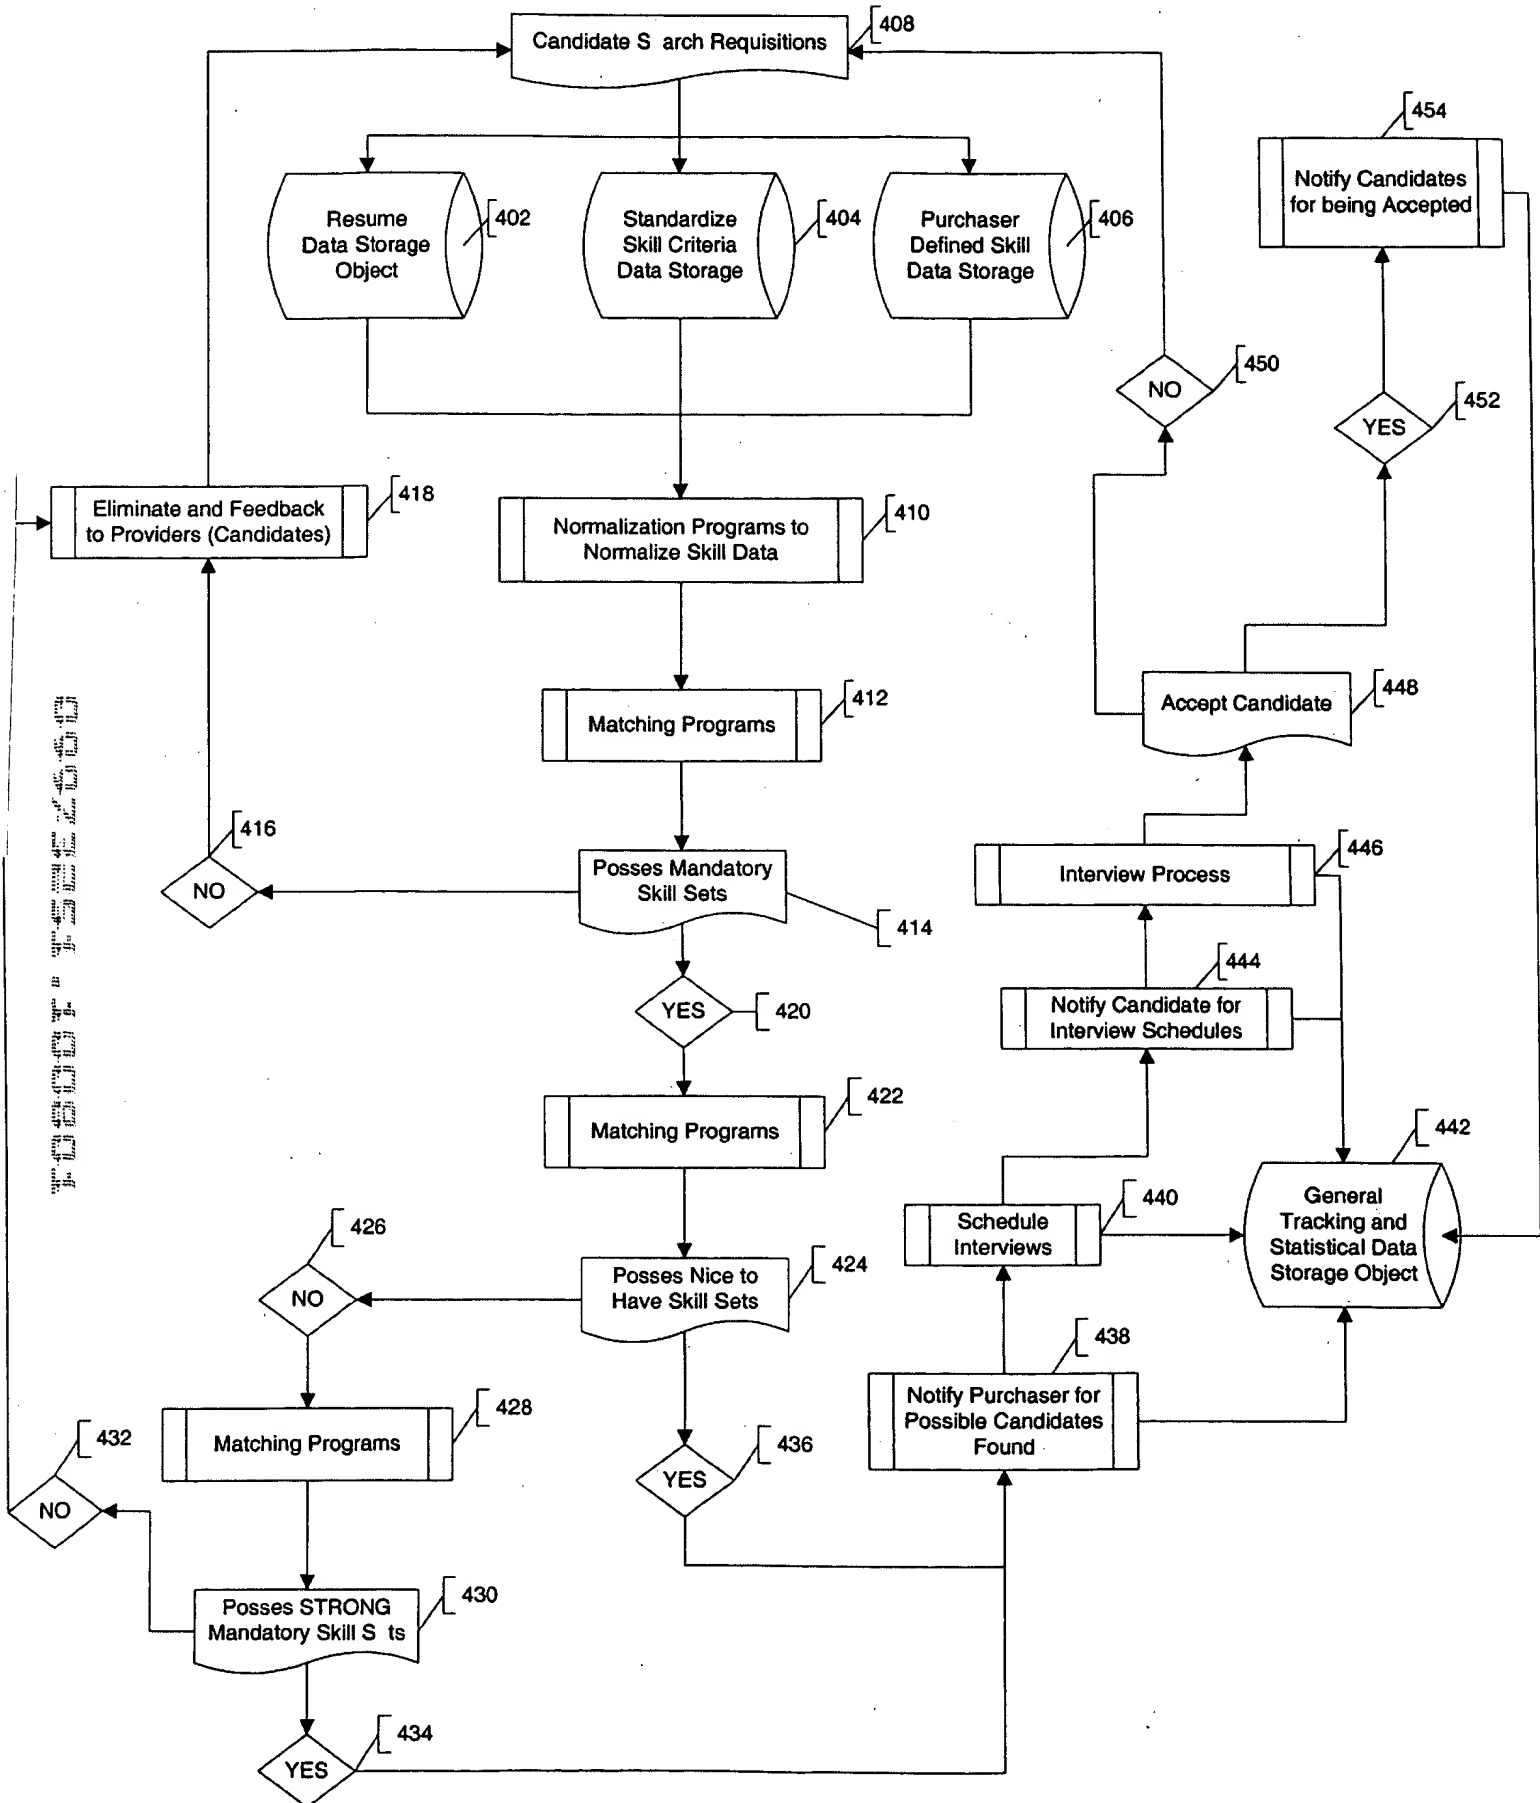 Candidate S arch Requisitions
408
454
Notify Candidates
for being Accepted
Resume
Data Storage
Object
402
Standardize
Skill Criteria
Data Storage
404
Purchaser
Defined Skill
Data Storage
406
NO
450
YES
452
Eliminate and Feedback
to Providers (Candidates)
418
Normalization Programs to
Normalize Skill Data
410
Matching Programs
412
Accept Candidate
448
NO
416
Posses Mandatory
Skill Sets
414
Interview Process
446
YES
420
Notify Candidate for
Interview Schedules
444
Matching Programs
422
General
Tracking and
Statistical Data
Storage Object
442
Schedule
Interviews
440
NO
426
Posses Nice to
Have Skill Sets
424
Notify Purchaser for
Possible Candidates
Found
438
Matching Programs
428
NO
432
YES
436
Posses STRONG
Mandatory Skill S ts
430
YES
434